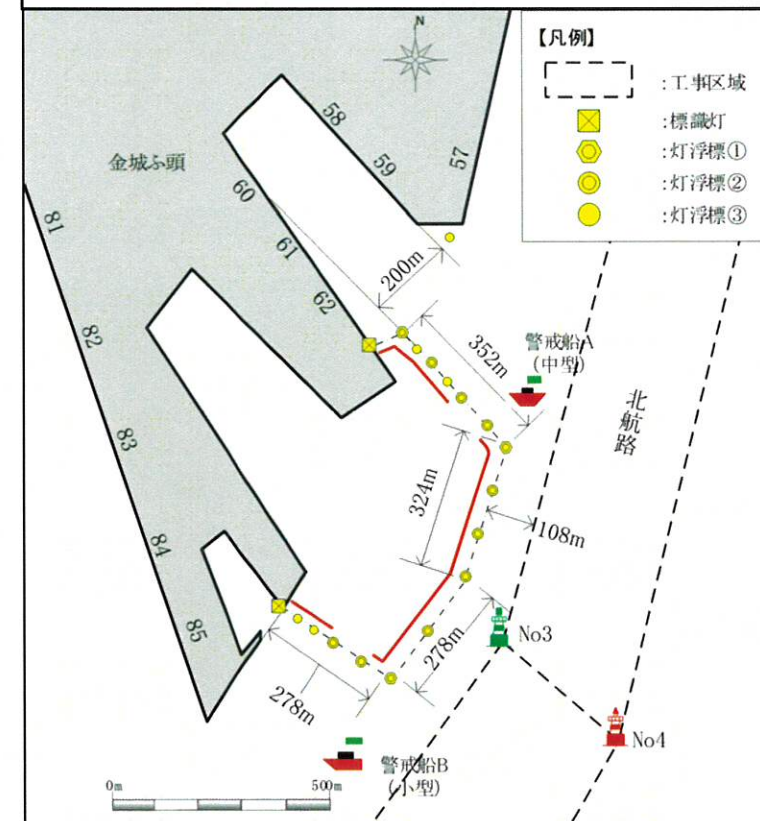 N
【凡例】
:工事区域
:標識灯
:灯浮標①
:灯浮標②
:灯浮標③
金城ふ頭
58
59
57
60
61
62
81
82
83
84
85
200m
352m
警戒船A
(中型)
北航路
324m
108m
278m
278m
No3
No4
警戒船B
(小型)
0m
500m